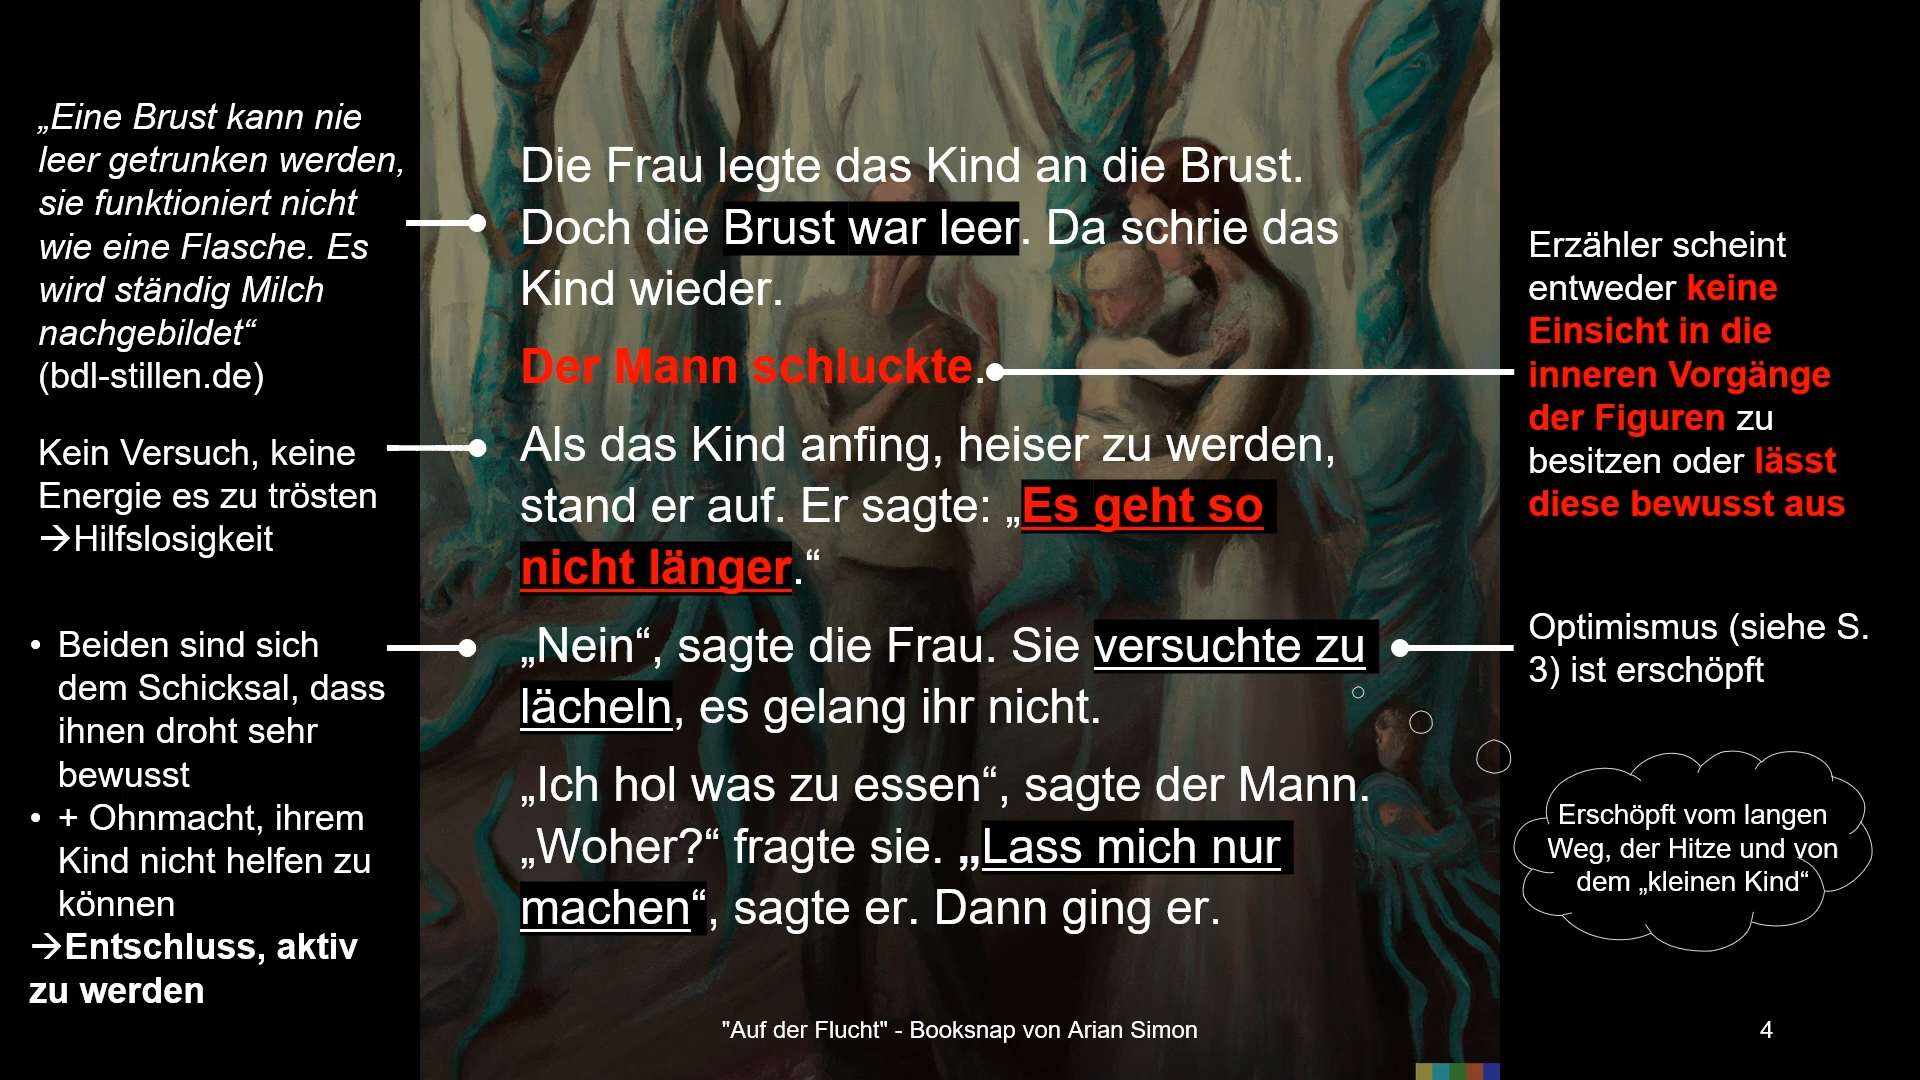 „Eine Brust kann nie
leer getrunken werden,
sie funktioniert nicht
wie eine Flasche. Es
wird ständig Milch
nachgebildet“
(bdl-stillen.de)
Kein Versuch, keine
Energie es zu trösten
→Hilfslosigkeit
• Beiden sind sich
dem Schicksal, dass
ihnen droht sehr
bewusst
• + Ohnmacht, ihrem
Kind nicht helfen zu
können
→Entschluss, aktiv
zu werden
Die Frau legte das Kind an die Brust.
Doch die Brust war leer. Da schrie das
Kind wieder.
Der Mann schluckte.
Als das Kind anfing, heiser zu werden,
stand er auf. Er sagte: „Es geht so
nicht länger.“
„Nein“, sagte die Frau. Sie versuchte zu
lächeln, es gelang ihr nicht.
„Ich hol was zu essen“, sagte der Mann.
„Woher?“ fragte sie. „Lass mich nur
machen“, sagte er. Dann ging er.
Erzähler scheint
entweder keine
Einsicht in die
inneren Vorgänge
der Figuren zu
besitzen oder lässt
diese bewusst aus
Optimismus (siehe S.
3) ist erschöpft
Erschöpft vom langen
Weg, der Hitze und von
dem „kleinen Kind“
"Auf der Flucht" - Booksnap von Arian Simon
4